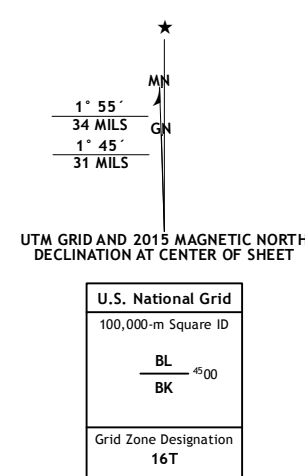 ★
MN
1° 55´
34 MILS
GN
1° 45´
31 MILS
UTM GRID AND 2015 MAGNETIC NORTH
DECLINATION AT CENTER OF SHEET
U.S. National Grid
100,000-m Square ID
BL
4500
BK
Grid Zone Designation
16T